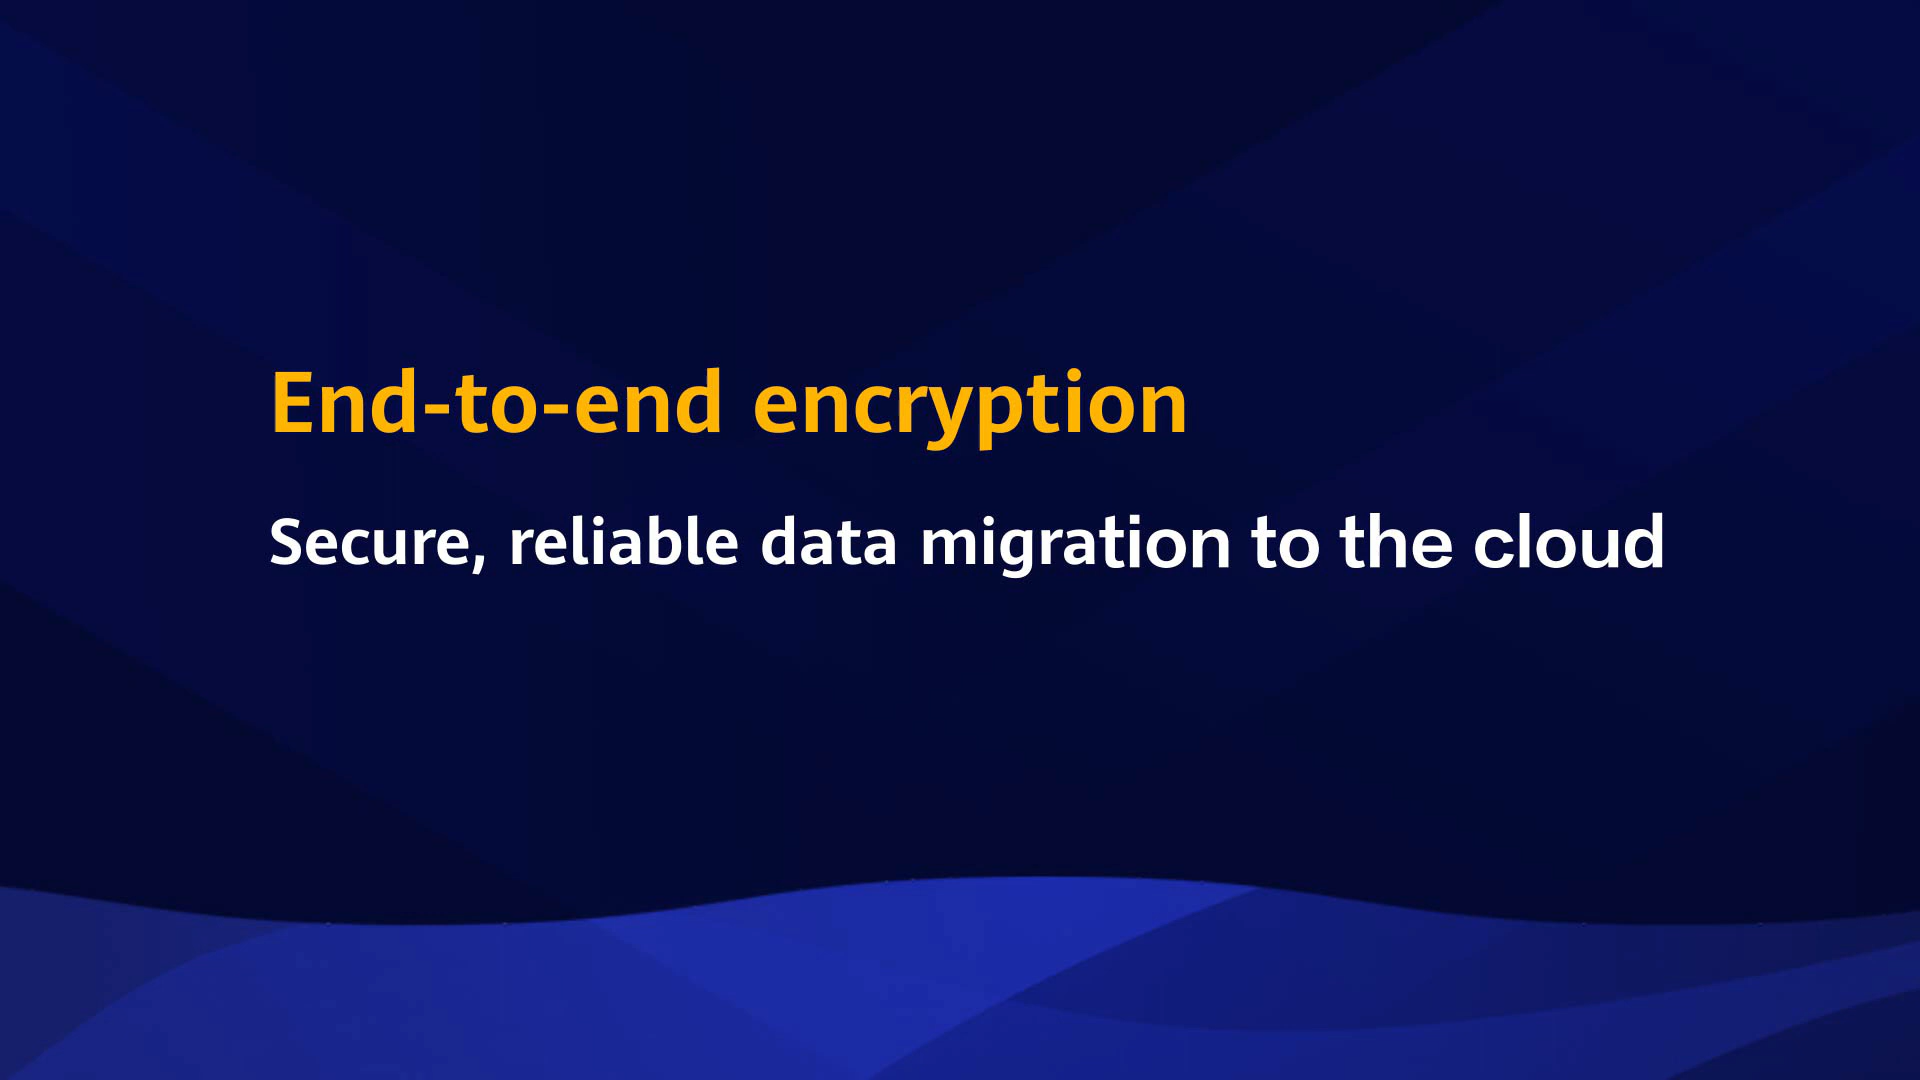 End-to-end encryption
Secure, reliable data migration to the cloud